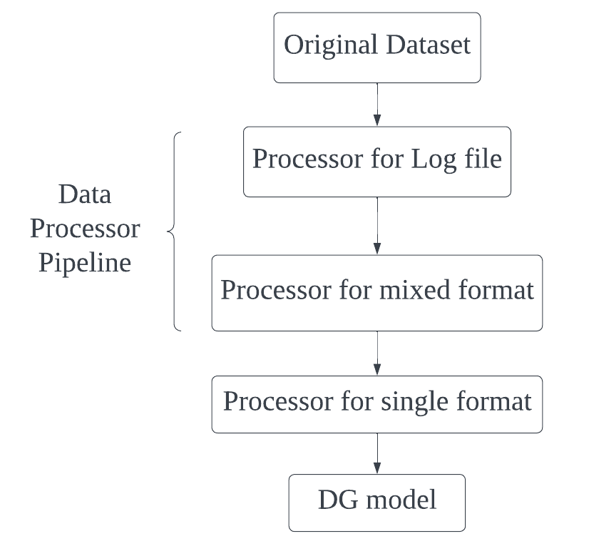 Original Dataset
Processor for Log file
Data
Processor
Pipeline
Processor for mixed format
Processor for single format
DG model